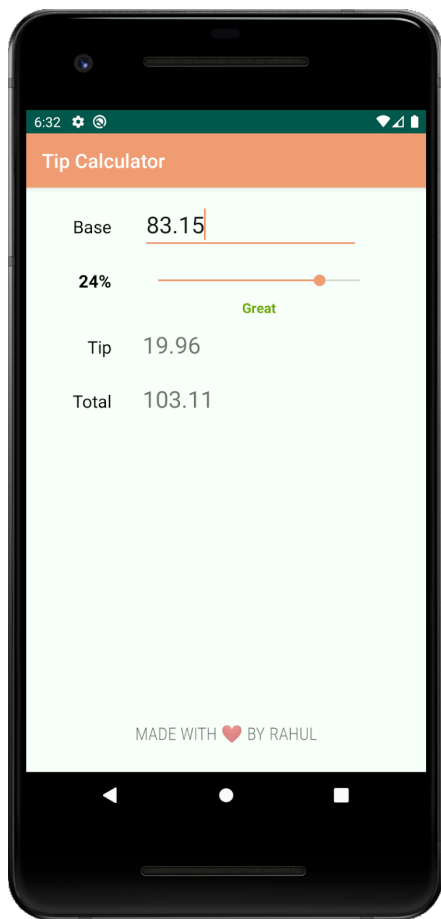 6:32
Tip Calculator
Base 83.15
24%
Great
Tip 19.96
Total 103.11
MADE WITH ❤ BY RAHUL